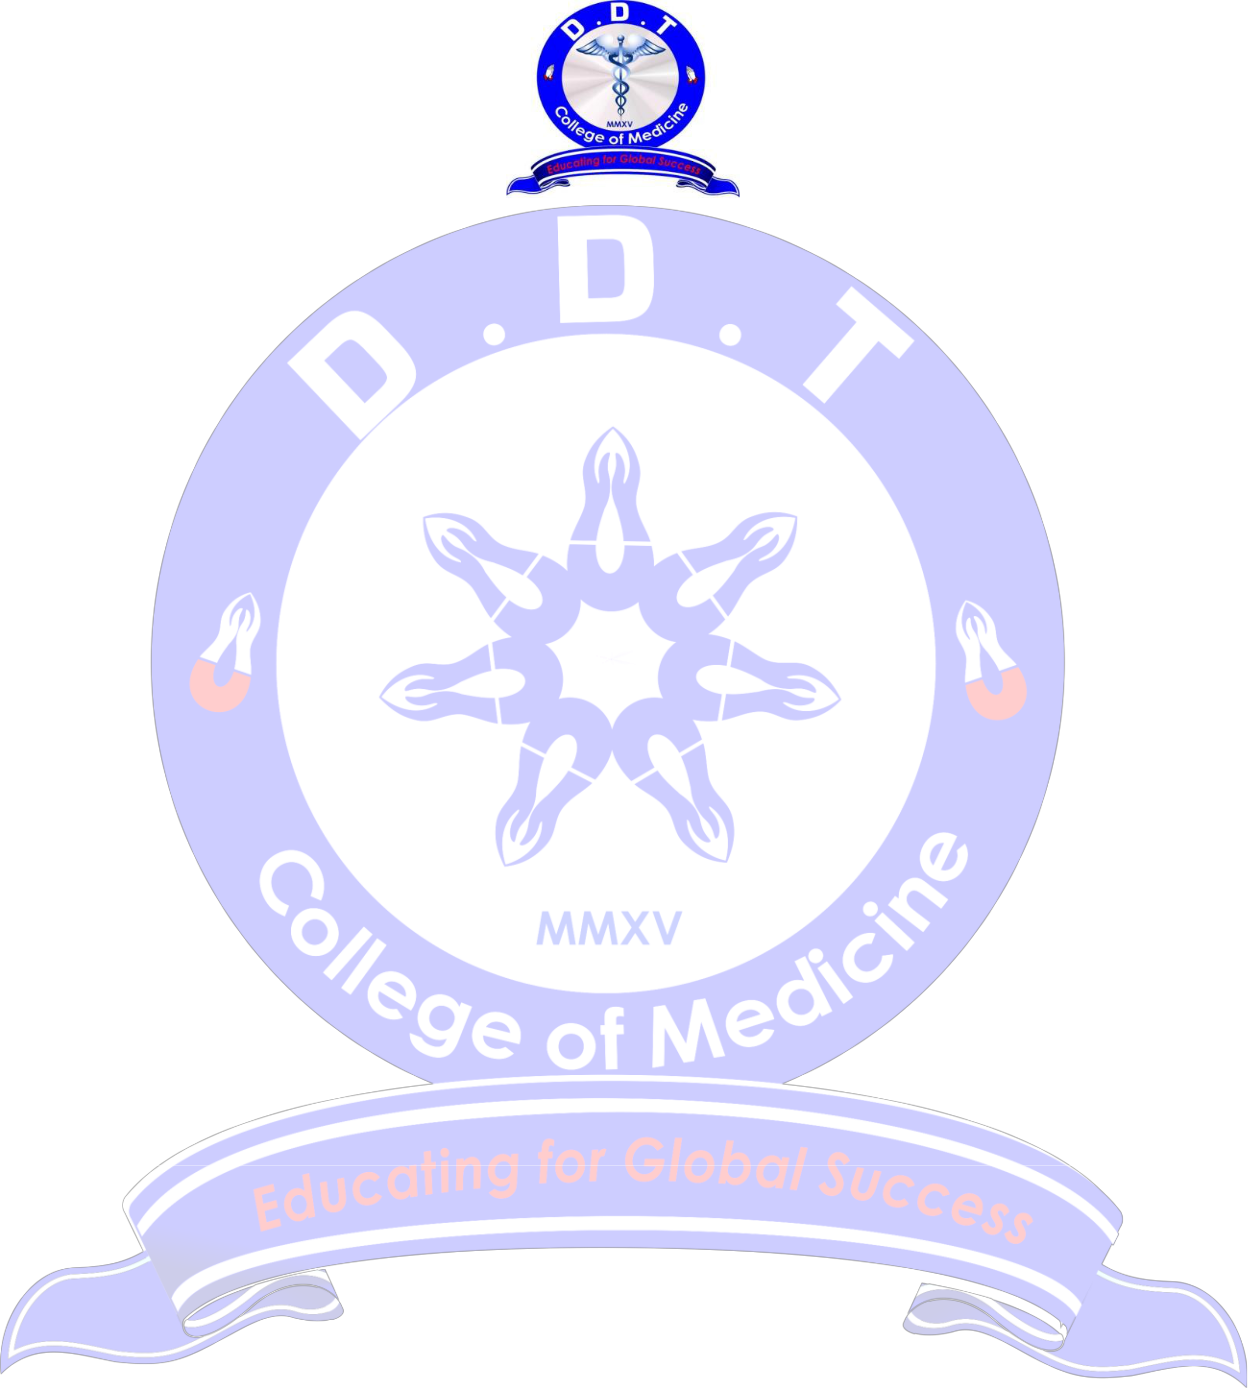 D.D.T
MMXV
College of Medicine
Educating for Global Success
D.D.T
MMXV
College of Medicine
Educating for Global Success